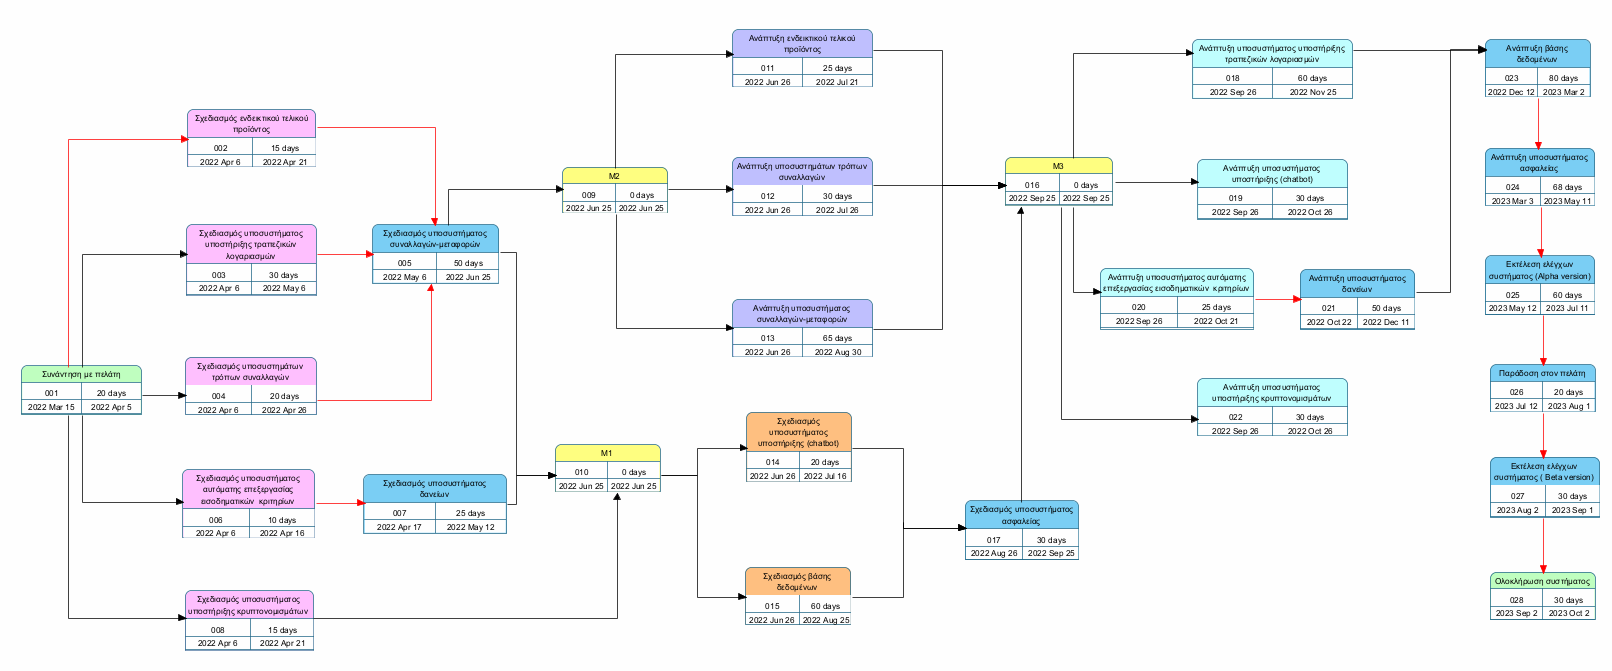 Συνάντηση με πελάτη
001 20 days
2022 Mar 15 2022 Apr 5
Σχεδιασμός ενδεικτικού τελικού
προϊόντος
002 15 days
2022 Apr 6 2022 Apr 21
Σχεδιασμός υποσυστήματος
υποστήριξης τραπεζικών
λογαριασμών
003 30 days
2022 Apr 6 2022 May 6
Σχεδιασμός υποσυστημάτων
τρόπων συναλλαγών
004 20 days
2022 Apr 6 2022 Apr 26
Σχεδιασμός υποσυστήματος
αυτόματης επεξεργασίας
εισοδηματικών κριτηρίων
006 10 days
2022 Apr 6 2022 Apr 16
Σχεδιασμός υποσυστήματος
υποστήριξης κρυπτονομισμάτων
008 15 days
2022 Apr 6 2022 Apr 21
Σχεδιασμός υποσυστήματος
συναλλαγών-μεταφορών
005 50 days
2022 May 6 2022 Jun 25
Σχεδιασμός υποσυστήματος
δανείων
007 25 days
2022 Apr 17 2022 May 12
M2
009 0 days
2022 Jun 25 2022 Jun 25
M1
010 0 days
2022 Jun 25 2022 Jun 25
Ανάπτυξη ενδεικτικού τελικού
προϊόντος
011 25 days
2022 Jun 26 2022 Jul 21
Ανάπτυξη υποσυστημάτων τρόπων
συναλλαγών
012 30 days
2022 Jun 26 2022 Jul 26
Ανάπτυξη υποσυστήματος
συναλλαγών-μεταφορών
013 65 days
2022 Jun 26 2022 Aug 30
Σχεδιασμός
υποσυστήματος
υποστήριξης (chatbot)
014 20 days
2022 Jun 26 2022 Jul 16
Σχεδιασμός βάσης
δεδομένων
015 60 days
2022 Jun 26 2022 Aug 25
M3
016 0 days
2022 Sep 25 2022 Sep 25
Σχεδιασμός υποσυστήματος
ασφαλείας
017 30 days
2022 Aug 26 2022 Sep 25
Ανάπτυξη υποσυστήματος υποστήριξης
τραπεζικών λογαριασμών
018 60 days
2022 Sep 26 2022 Nov 25
Ανάπτυξη υποσυστήματος
υποστήριξης (chatbot)
019 30 days
2022 Sep 26 2022 Oct 26
Ανάπτυξη υποσυστήματος αυτόματης
επεξεργασίας εισοδηματικών κριτηρίων
020 25 days
2022 Sep 26 2022 Oct 21
Ανάπτυξη υποσυστήματος
δανείων
021 50 days
2022 Oct 22 2022 Dec 11
Ανάπτυξη υποσυστήματος
υποστήριξης κρυπτονομισμάτων
022 30 days
2022 Sep 26 2022 Oct 26
Ανάπτυξη βάσης
δεδομένων
023 80 days
2022 Dec 12 2023 Mar 2
Ανάπτυξη υποσυστήματος
ασφαλείας
024 68 days
2023 Mar 3 2023 May 11
Εκτέλεση ελέγχων
συστήματος (Alpha version)
025 60 days
2023 May 12 2023 Jul 11
Παράδοση στον πελάτη
026 20 days
2023 Jul 12 2023 Aug 1
Εκτέλεση ελέγχων
συστήματος ( Beta version)
027 30 days
2023 Aug 2 2023 Sep 1
Ολοκλήρωση συστήματος
028 30 days
2023 Sep 2 2023 Oct 2